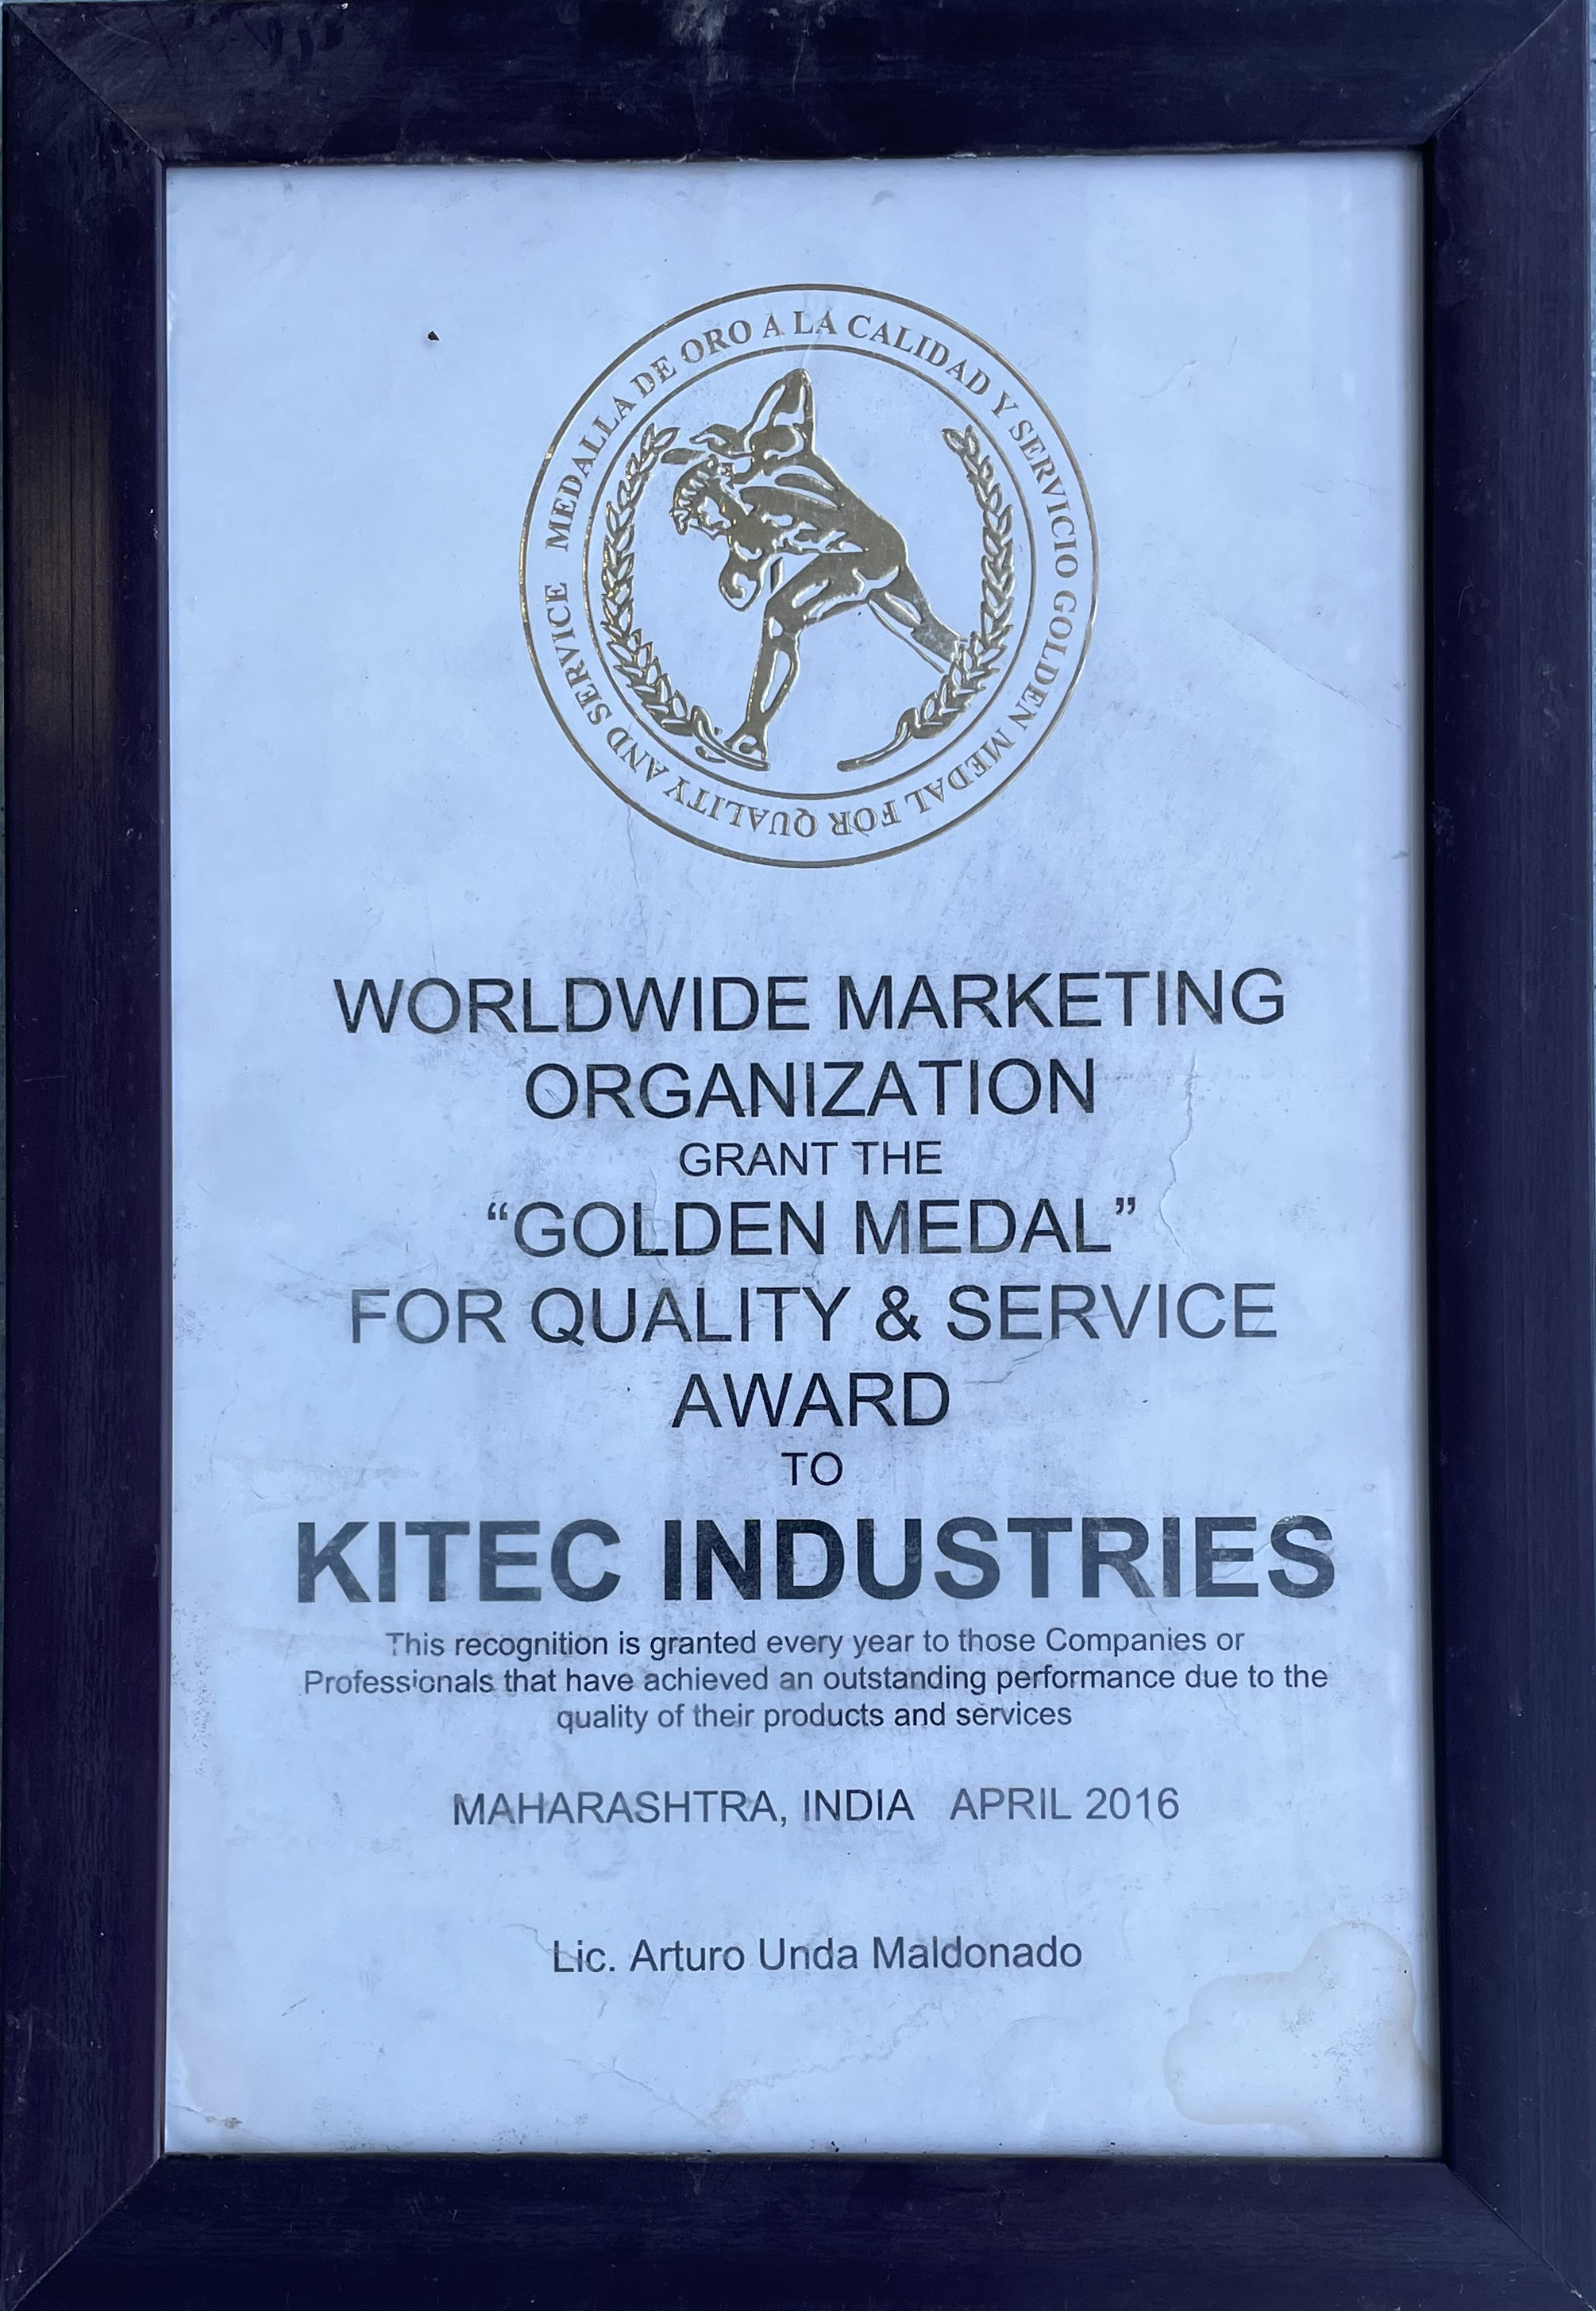 MEDALLA DE ORO A LA CALIDAD Y SERVICIO GOLDEN MEDAL FOR QUALITY AND SERVICE
WORLDWIDE MARKETING
ORGANIZATION
GRANT THE
“GOLDEN MEDAL”
FOR QUALITY & SERVICE
AWARD
TO
KITEC INDUSTRIES
This recognition is granted every year to those Companies or
Professionals that have achieved an outstanding performance due to the
quality of their products and services
MAHARASHTRA, INDIA APRIL 2016
Lic. Arturo Unda Maldonado